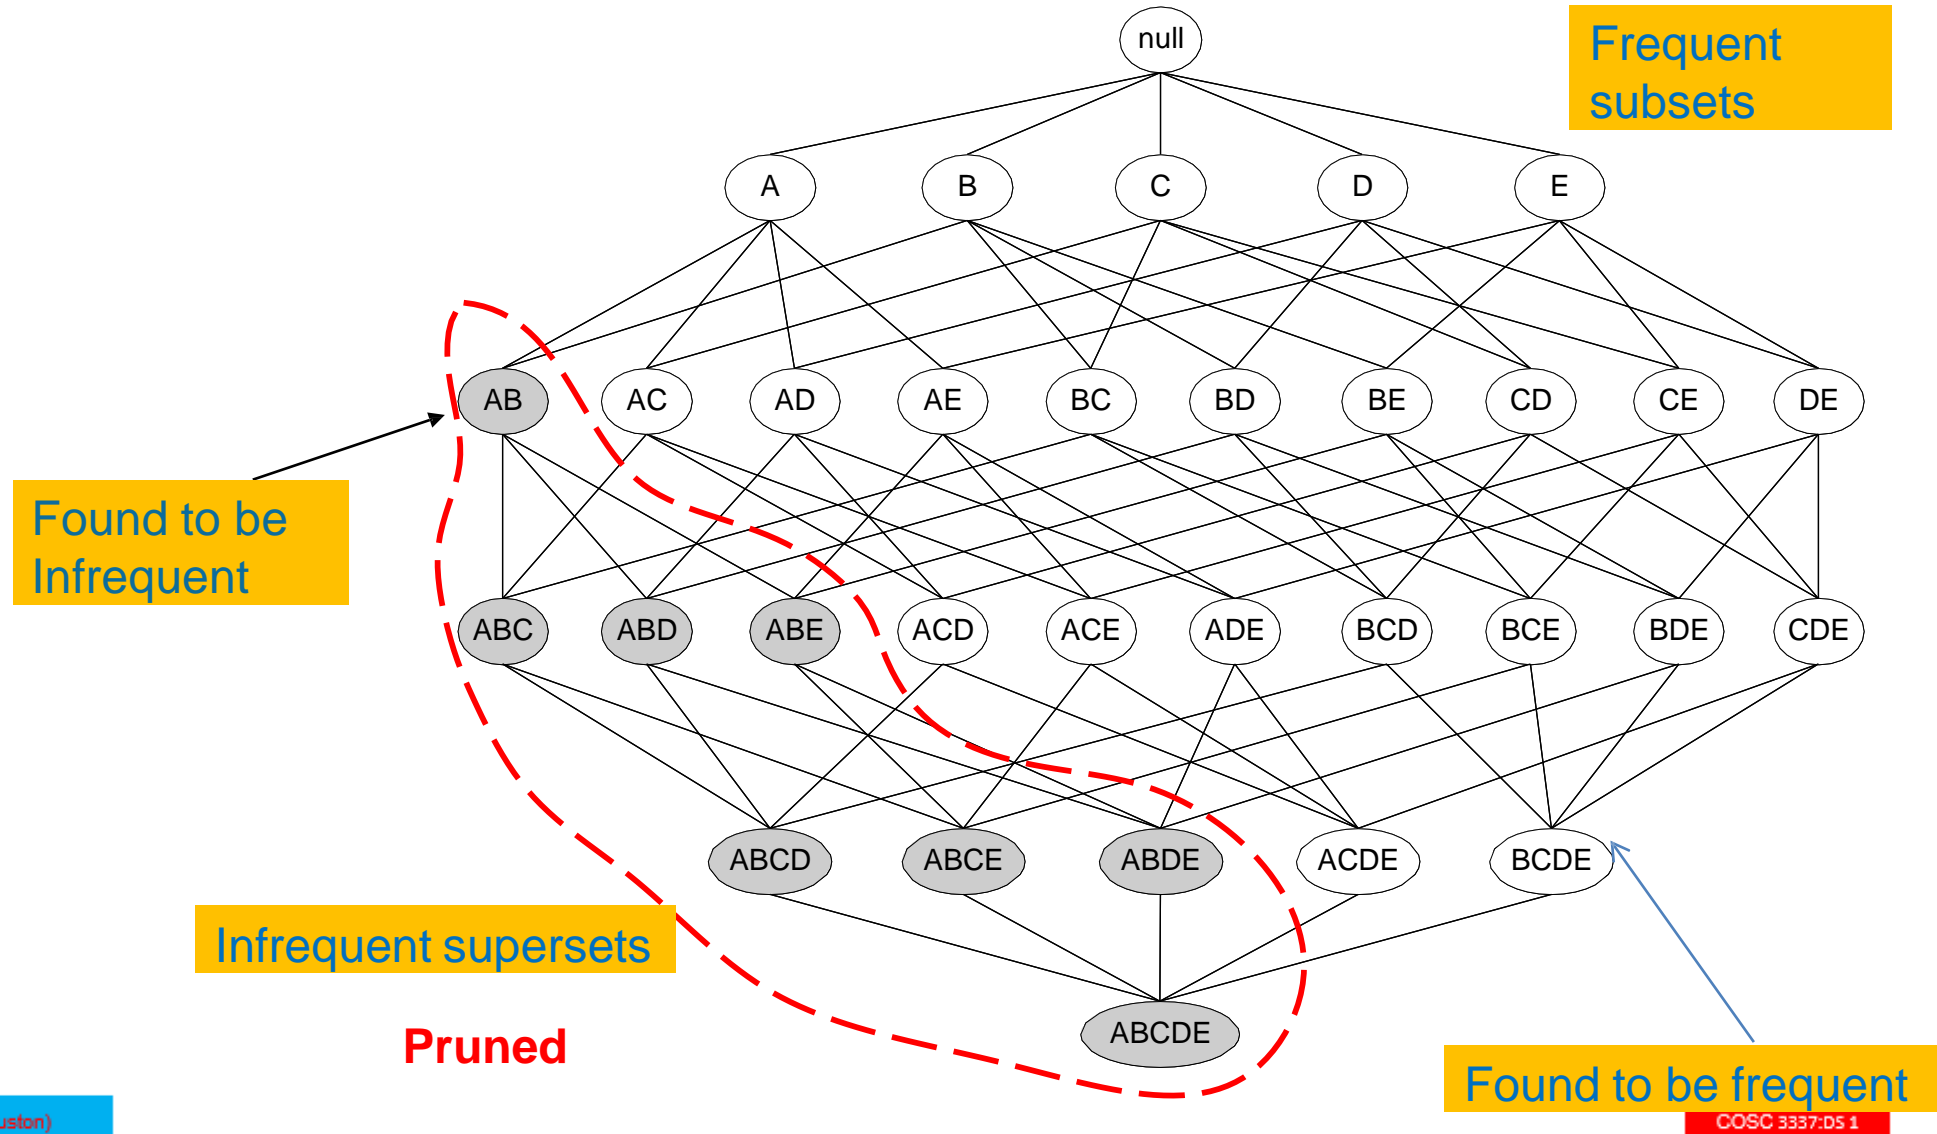 null
Frequent
subsets
A B C D E
AB AC AD AE BC BD BE CD CE DE
Found to be
Infrequent
ABC ABD ABE ACD ACE ADE BCD BCE BDE CDE
ABCD ABCE ABDE ACDE BCDE
Infrequent supersets
ABCDE
Pruned
Found to be frequent
uston)
COSC 3337:DS 1